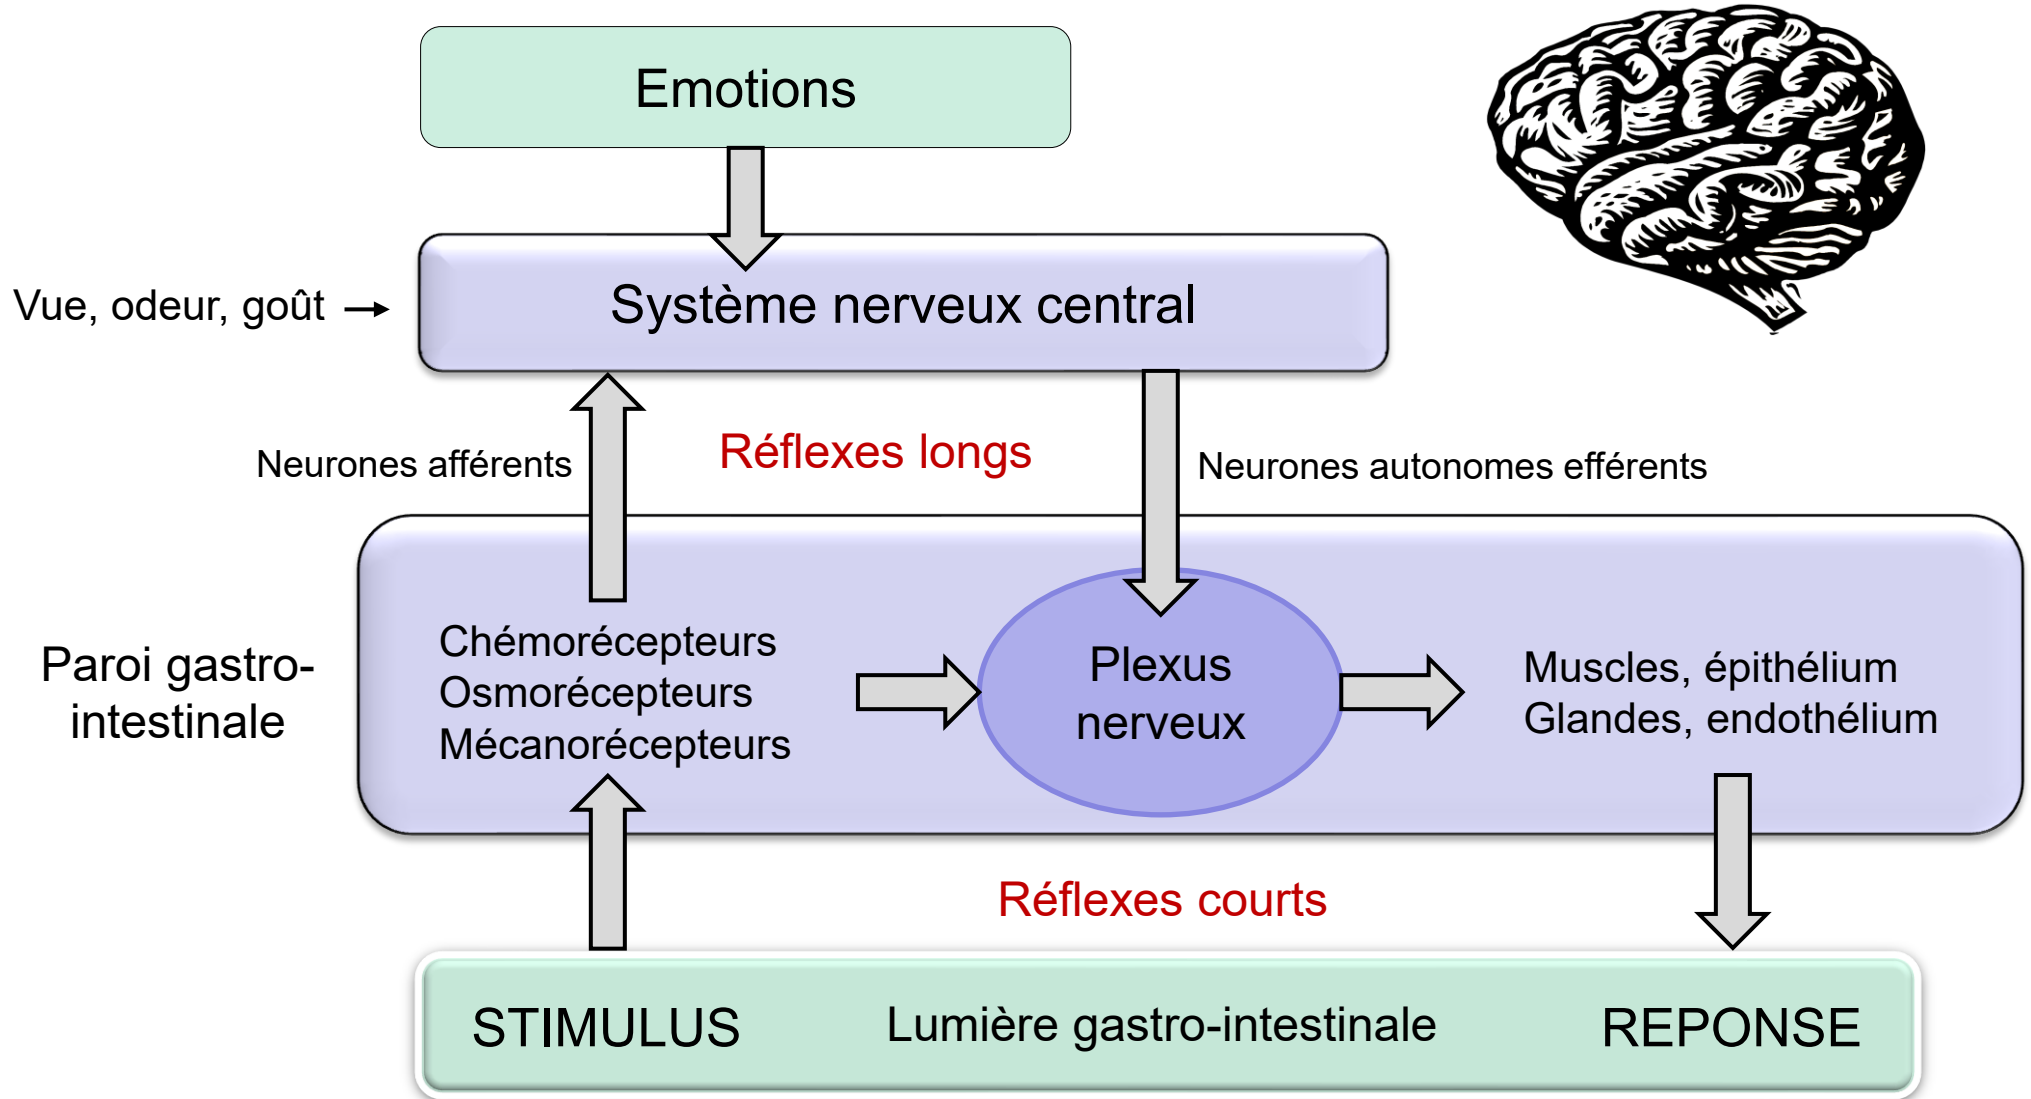 Emotions
Vue, odeur, goût
Système nerveux central
Neurones afférents
Réflexes longs
Neurones autonomes efférents
Paroi gastro-
intestinale
Chémorécepteurs
Osmorécepteurs
Mécanorécepteurs
Plexus
nerveux
Muscles, épithélium
Glandes, endothélium
Réflexes courts
STIMULUS
Lumière gastro-intestinale
REPONSE